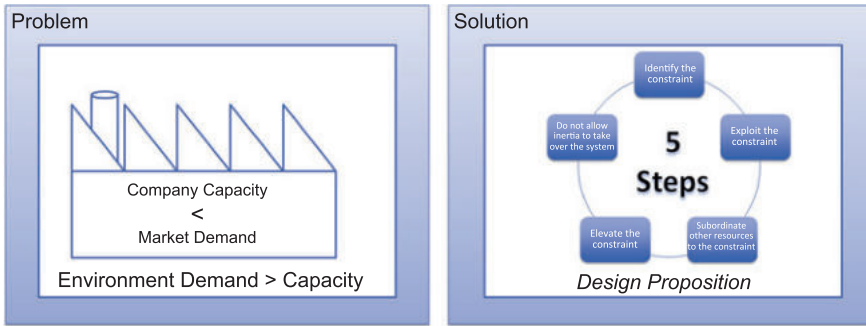 Problem
Company Capacity
<
Market Demand
Environment Demand > Capacity
Solution
Identify the
constraint
Exploit the
constraint
Subordinate
other resources
to the constraint
Elevate the
constraint
Do not allow
inertia to take
over the system
5
Steps
Design Proposition